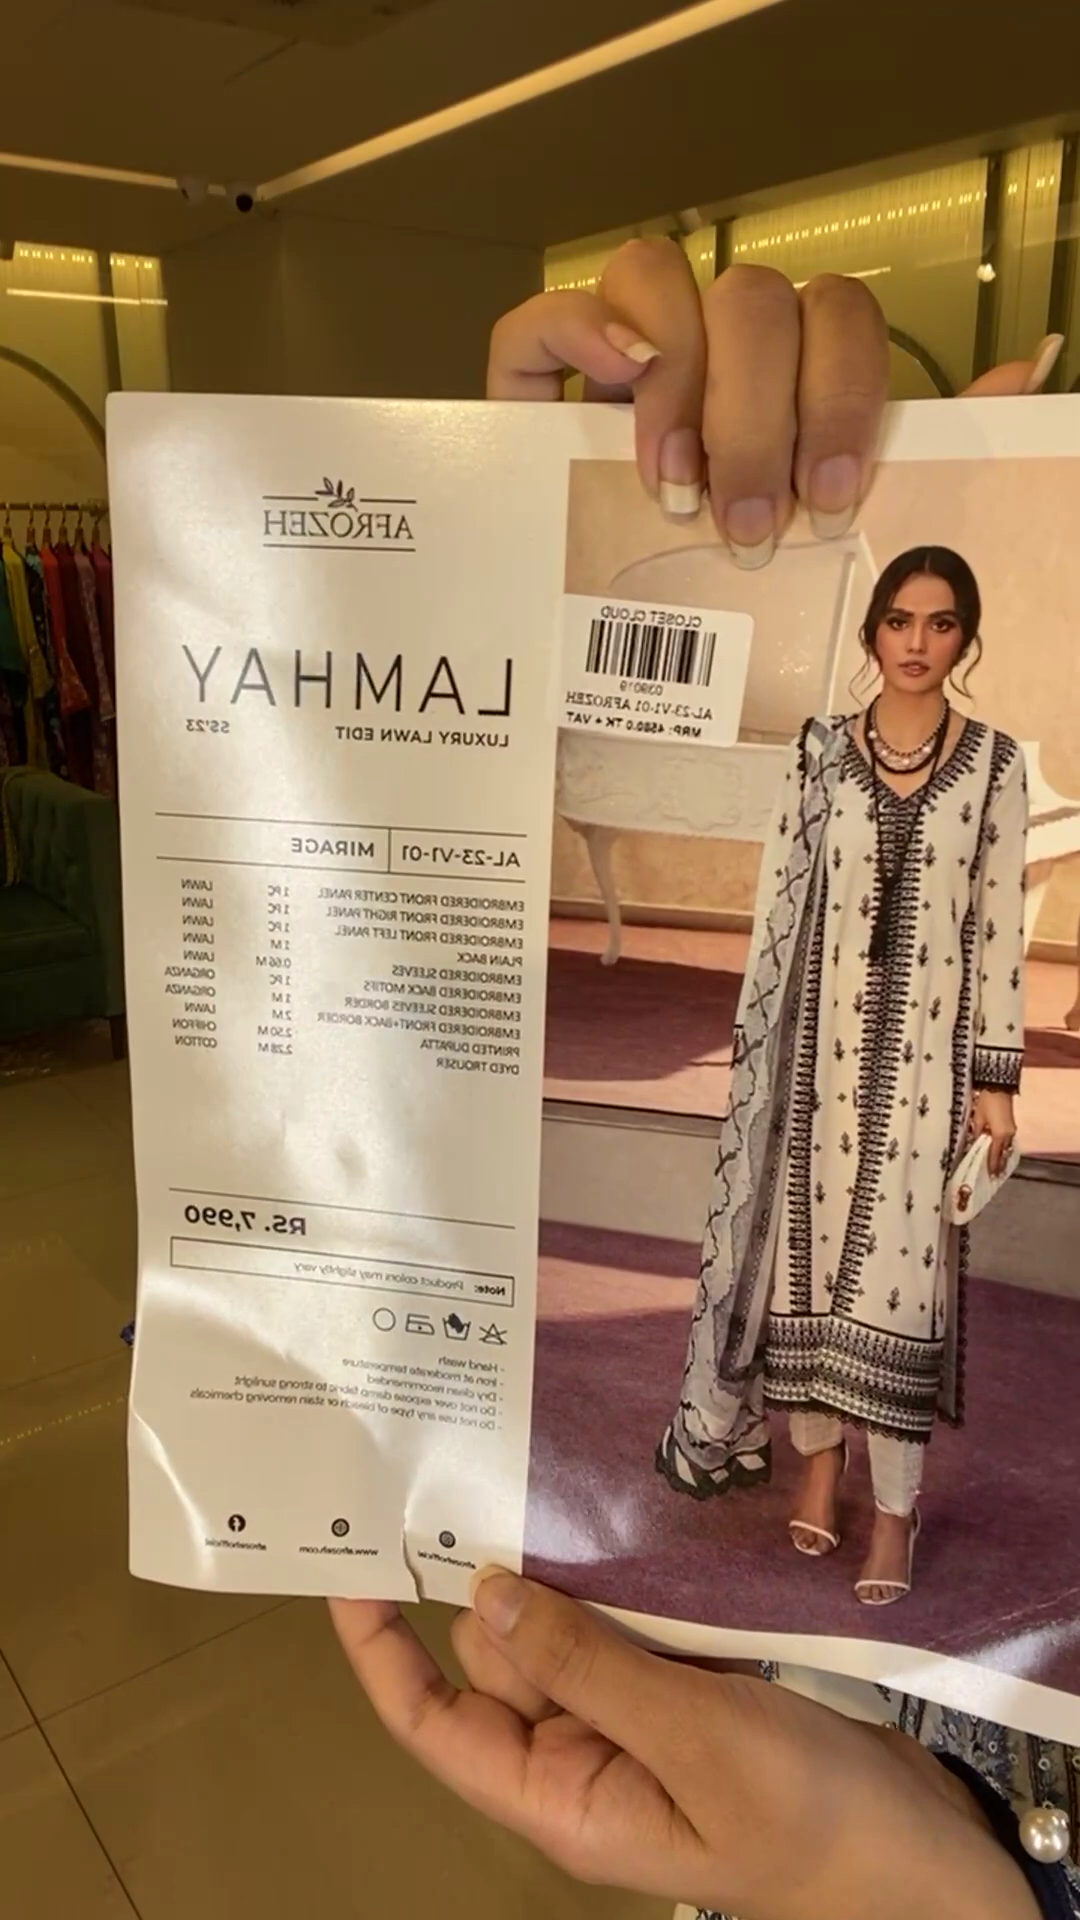 AFROZEH
LAMHAY
LUXURY LAWN EDIT SS'23
AL-23-V1-01 MIRAGE
EMBROIDERED FRONT CENTER PANEL 1 PC LAWN
EMBROIDERED FRONT RIGHT PANEL 1 PC LAWN
EMBROIDERED FRONT LEFT PANEL 1 PC LAWN
PLAIN BACK 1 M LAWN
EMBROIDERED SLEEVES 0.66 M LAWN
EMBROIDERED BACK MOTIFS 1 PC ORGANZA
EMBROIDERED SLEEVES BORDER 1 M ORGANZA
EMBROIDERED FRONT+BACK BORDER 2 M LAWN
PRINTED DUPATTA 2.50 M CHIFFON
DYED TROUSER 2.28 M COTTON
RS. 7,990
Note: Product colors may slightly vary
- Hand wash
- Iron at moderate temperature
- Dry clean recommended
- Do not over expose damp fabric to strong sunlight
- Do not use any type of bleach or stain removing chemicals
afrozehofficial www.afrozeh.com afrozehofficial
CLOSET CLOUD
039019
AL-23-V1-01 AFROZEH
MRP: 4580.0 TK + VAT